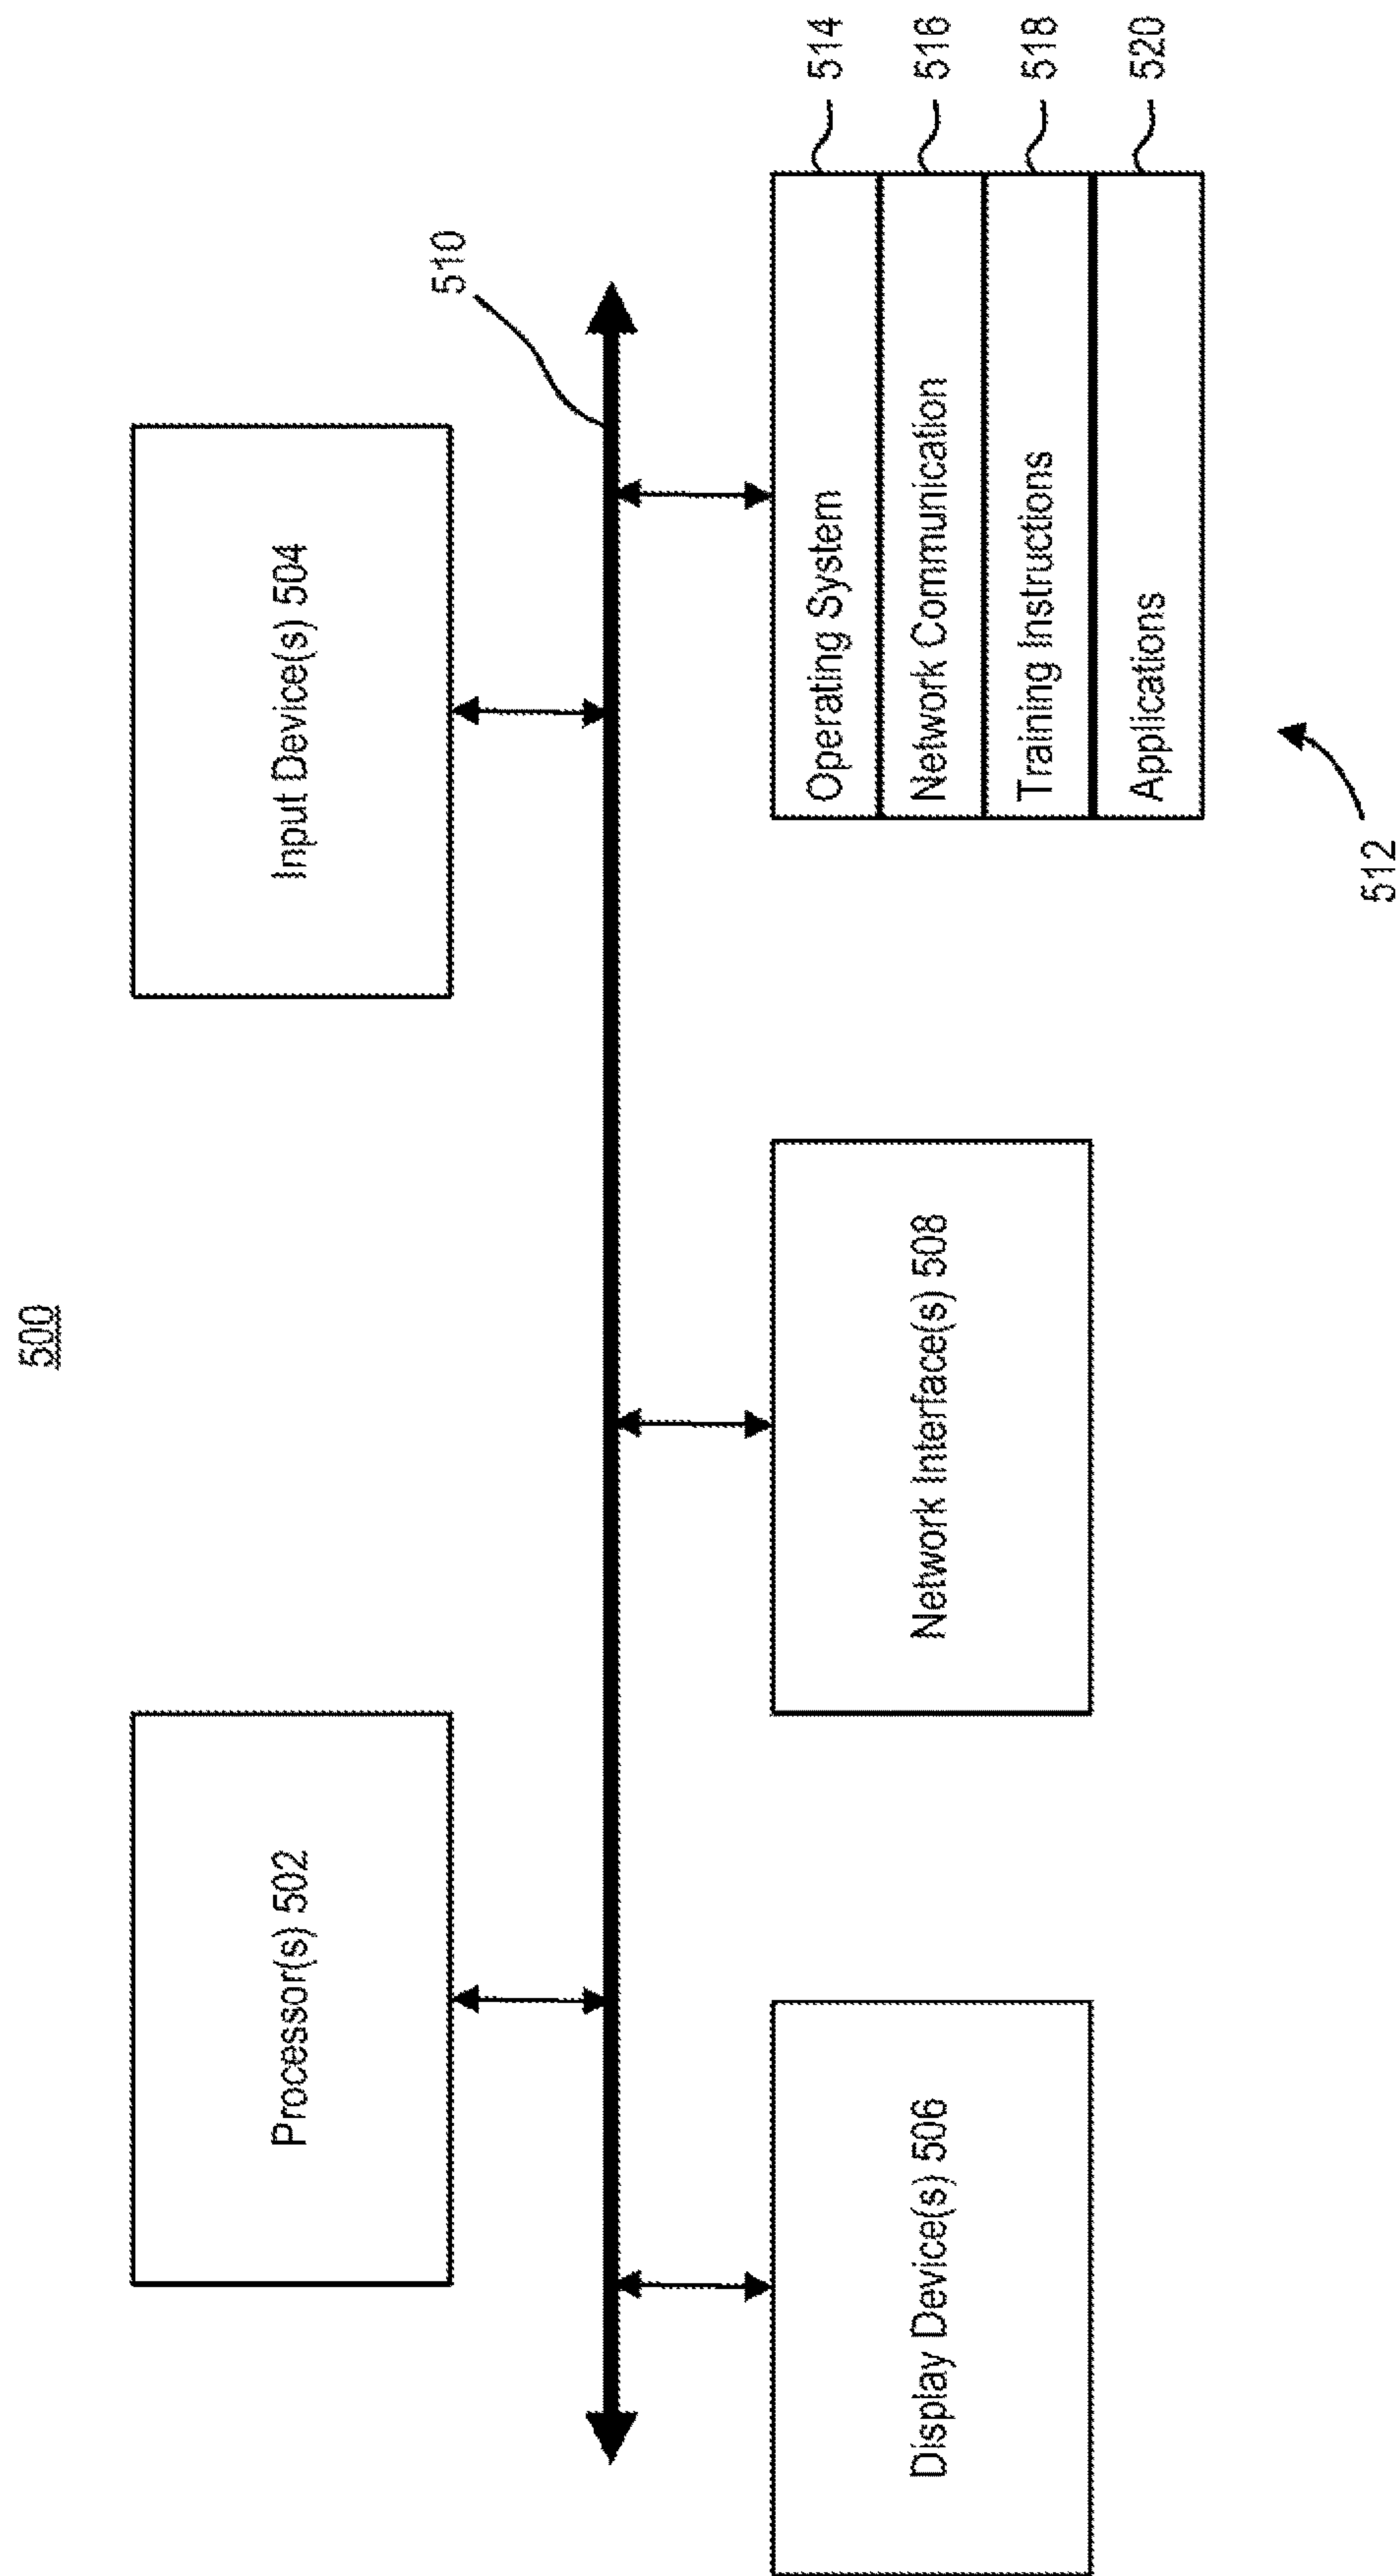 500
Processor(s) 502
Input Device(s) 504
510
Display Device(s) 506
Network Interface(s) 508
Operating System
514
Network Communication
516
Training Instructions
518
Applications
520
512